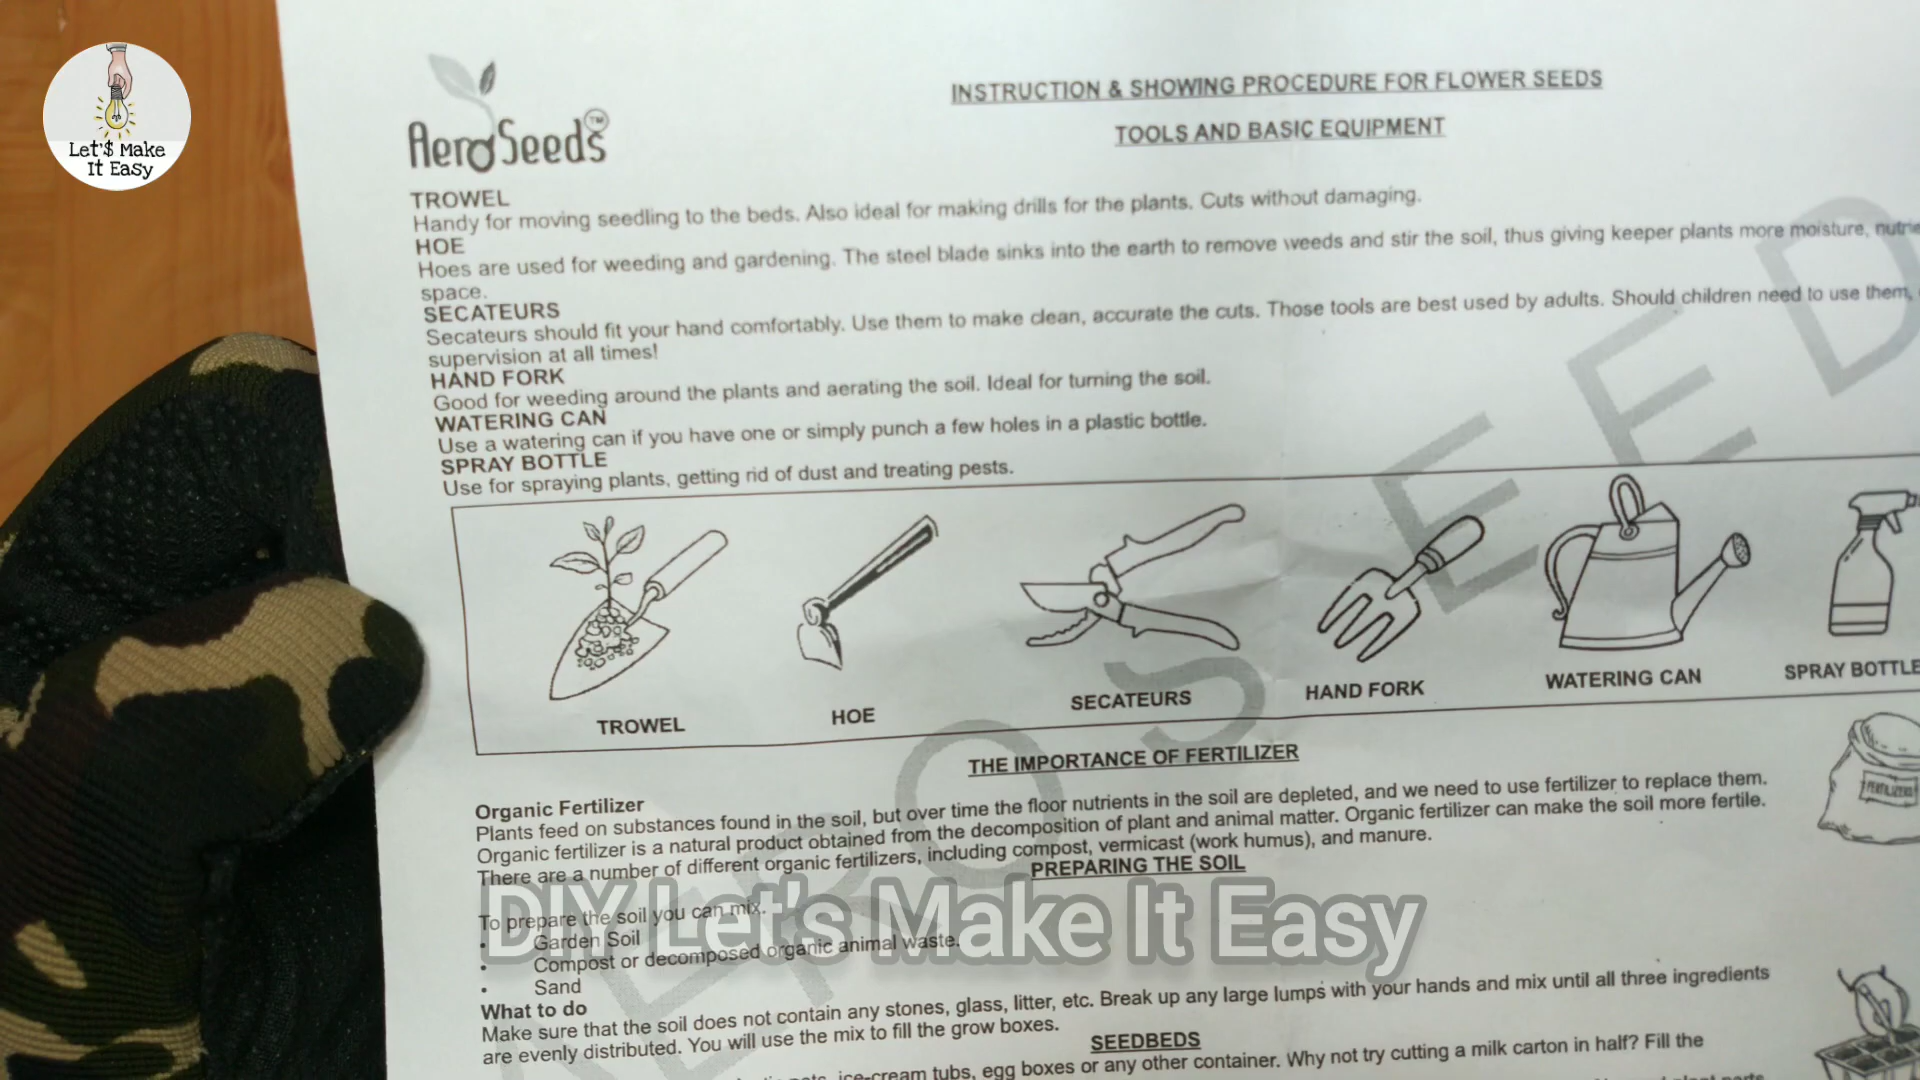 Let'$ Make
It Easy
AeroSeeds™
INSTRUCTION & SHOWING PROCEDURE FOR FLOWER SEEDS
TOOLS AND BASIC EQUIPMENT
TROWEL
Handy for moving seedling to the beds. Also ideal for making drills for the plants. Cuts without damaging.
HOE
Hoes are used for weeding and gardening. The steel blade sinks into the earth to remove weeds and stir the soil, thus giving keeper plants more moisture,
space.
SECATEURS
Secateurs should fit your hand comfortably. Use them to make clean, accurate the cuts. Those tools are best used by adults. Should children need to use them,
supervision at all times!
HAND FORK
Good for weeding around the plants and aerating the soil. Ideal for turning the soil.
WATERING CAN
Use a watering can if you have one or simply punch a few holes in a plastic bottle.
SPRAY BOTTLE
Use for spraying plants, getting rid of dust and treating pests.
TROWEL
HOE
SECATEURS
HAND FORK
WATERING CAN
SPRAY BOTTLE
THE IMPORTANCE OF FERTILIZER
Organic Fertilizer
Plants feed on substances found in the soil, but over time the floor nutrients in the soil are depleted, and we need to use fertilizer to replace them.
Organic fertilizer is a natural product obtained from the decomposition of plant and animal matter. Organic fertilizer can make the soil more fertile.
There are a number of different organic fertilizers, including compost, vermicast (work humus), and manure.
FERTILIZERS
PREPARING THE SOIL
To prepare the soil you can mix.
• Garden Soil
• Compost or decomposed organic animal waste.
• Sand
What to do
Make sure that the soil does not contain any stones, glass, litter, etc. Break up any large lumps with your hands and mix until all three ingredients
are evenly distributed. You will use the mix to fill the grow boxes.
SEEDBEDS
ice-cream tubs, egg boxes or any other container. Why not try cutting a milk carton in half? Fill the
AEROSEED
DIY Let's Make It Easy